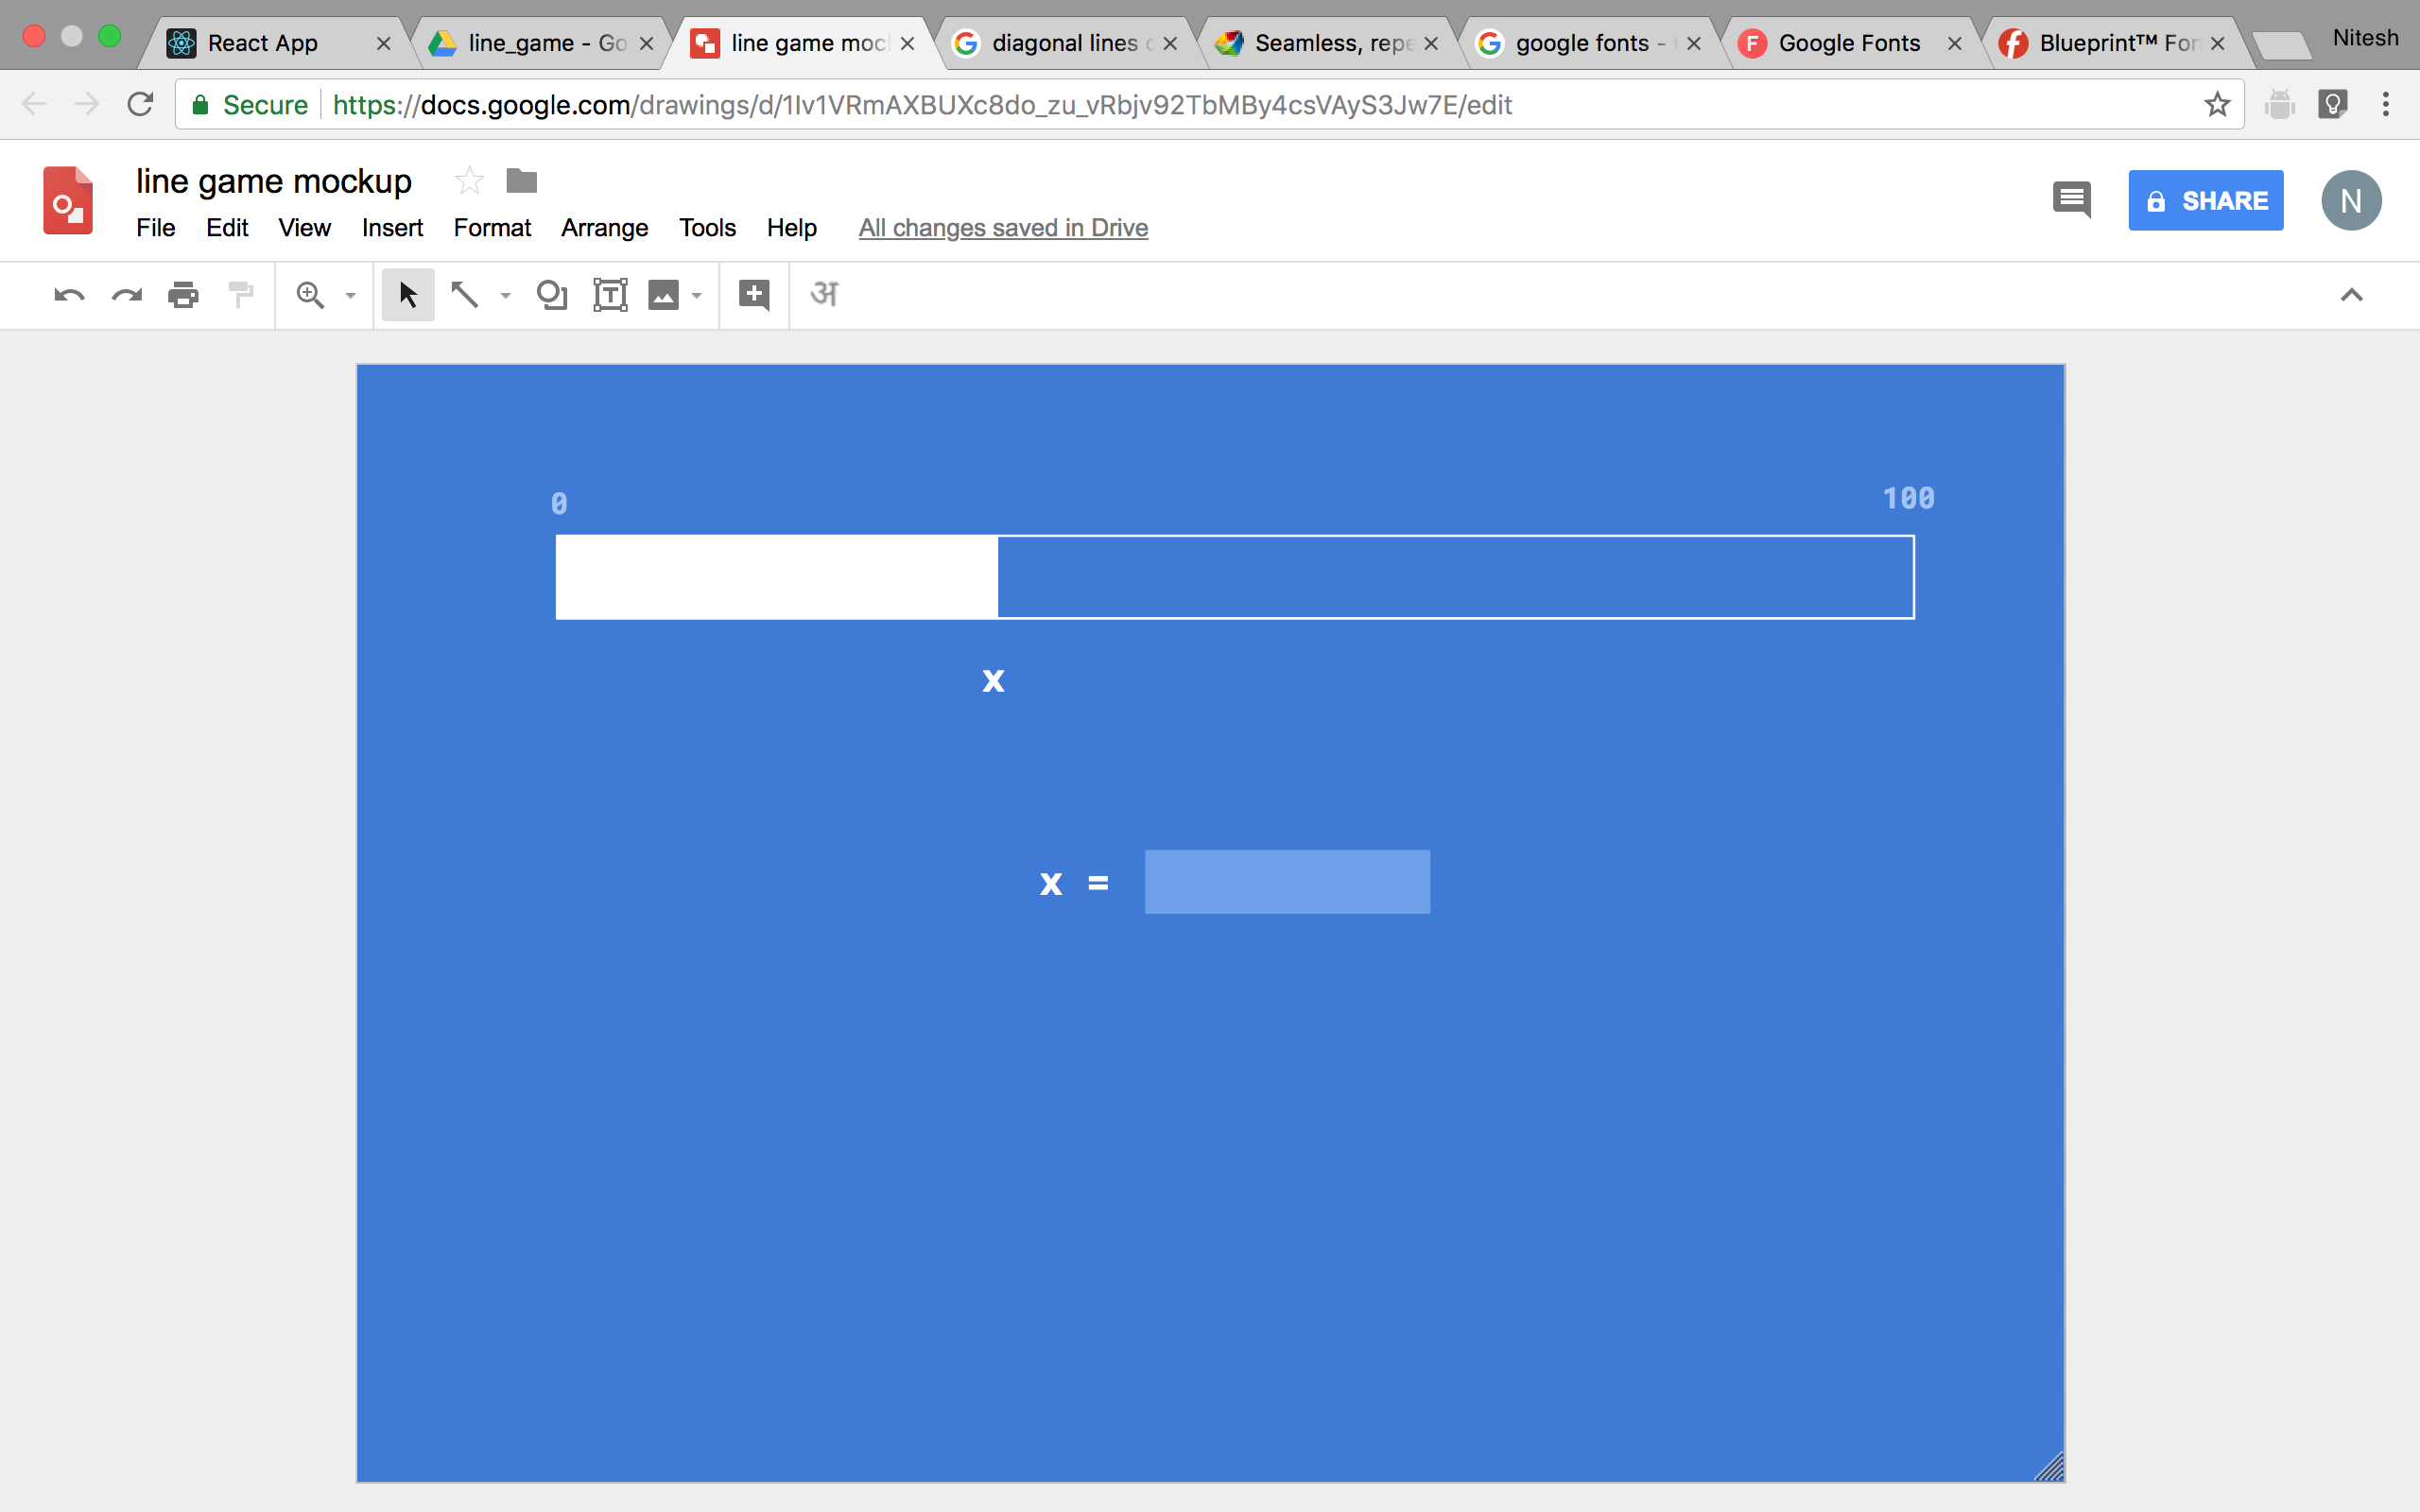 React App
line_game - Go
line game moc
diagonal lines
Seamless, repe
google fonts -
Google Fonts
Blueprint™ Fon
Nitesh
Secure https://docs.google.com/drawings/d/1Iv1VRmAXBUXc8do_zu_vRbjv92TbMBy4csVAyS3Jw7E/edit
line game mockup
File Edit View Insert Format Arrange Tools Help All changes saved in Drive
SHARE
N
अ
0
100
x
x =